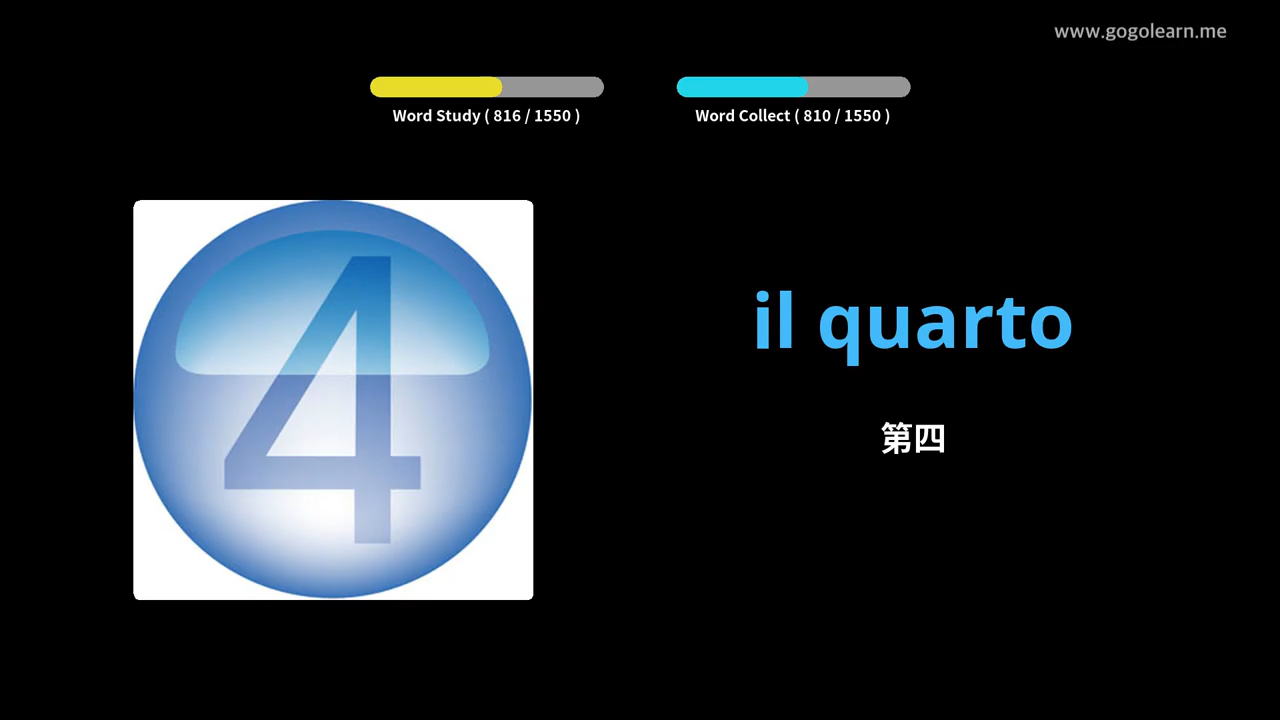 www.gogolearn.me
Word Study ( 816 / 1550 )
Word Collect ( 810 / 1550 )
4
il quarto
第四